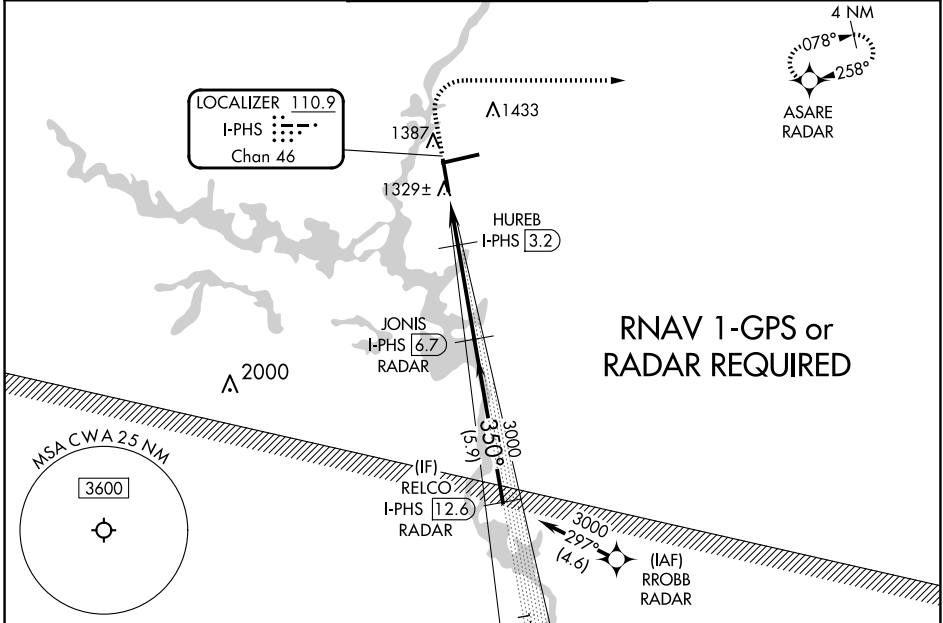 4 NM
078°
258°
ASARE
RADAR
LOCALIZER 110.9
I-PHS
Chan 46
1433
1387
1329±
HUREB
I-PHS 3.2
JONIS
I-PHS 6.7
RADAR
RNAV 1-GPS or
RADAR REQUIRED
2000
3000
350°
(5.9)
MSA CWA 25 NM
3600
(IF)
RELCO
I-PHS 12.6
RADAR
3000
297°
(4.6)
(IAF)
RROBB
RADAR